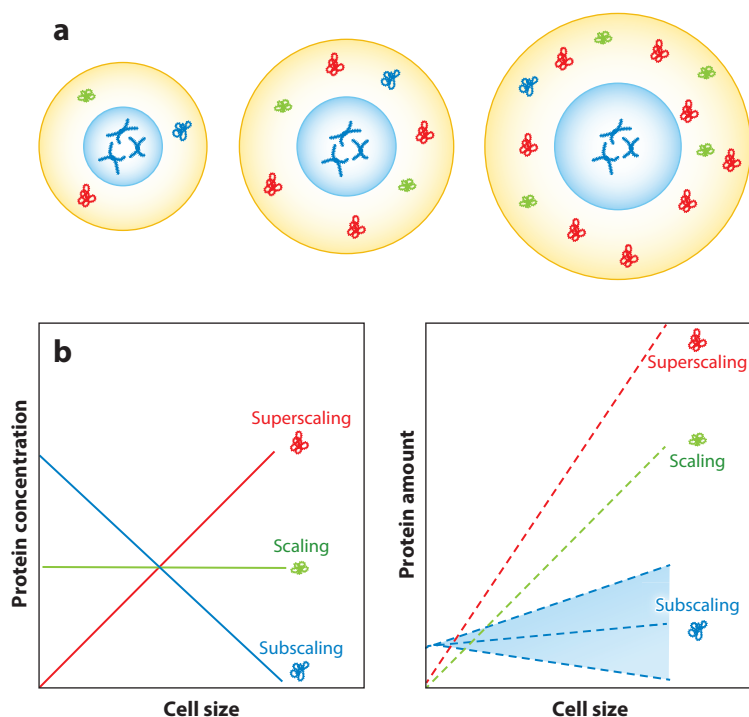 a
b
Protein concentration
Superscaling
Scaling
Subscaling
Cell size
Protein amount
Superscaling
Scaling
Subscaling
Cell size